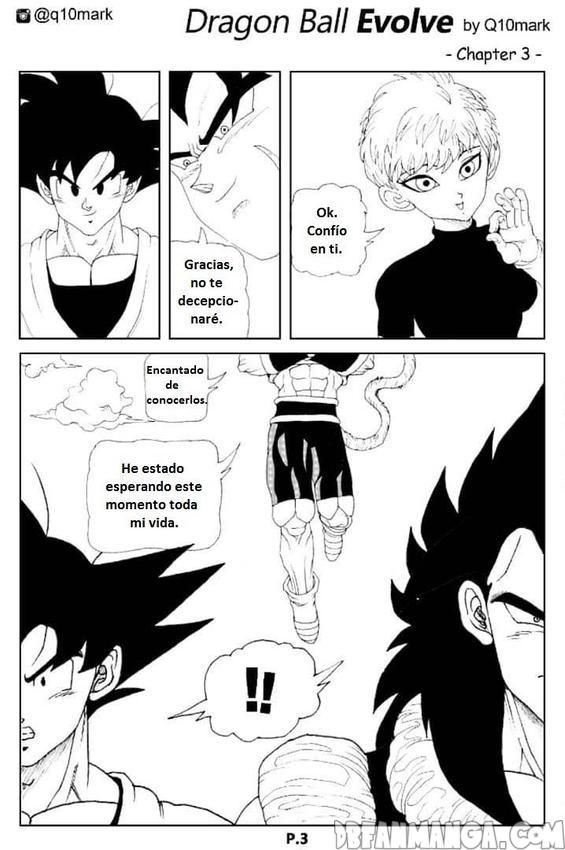 @q10mark
Dragon Ball Evolve by Q10mark
- Chapter 3 -
Gracias,
no te
decepcio-
naré.
Ok.
Confío
en ti.
Encantado
de
conocerlos.
He estado
esperando este
momento toda
mi vida.
!!
P.3
DBFANMANGA.COM